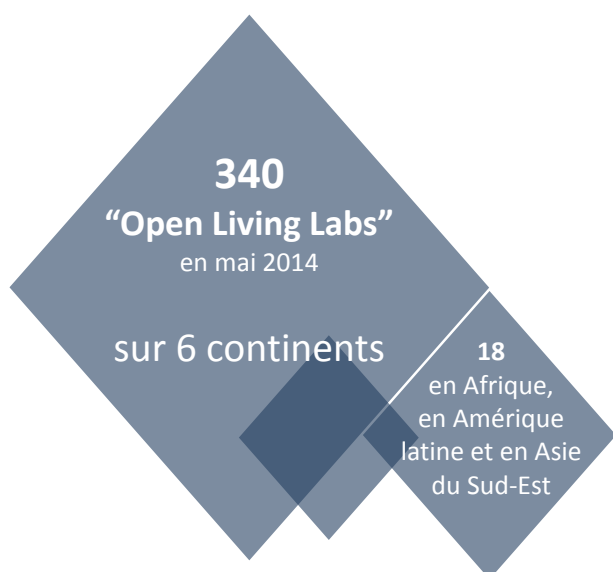 340
“Open Living Labs”
en mai 2014
sur 6 continents
18
en Afrique,
en Amérique
latine et en Asie
du Sud-Est